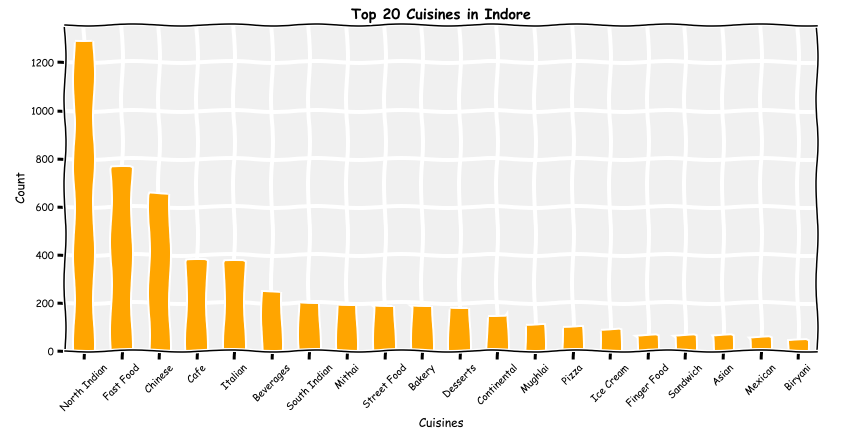 Top 20 Cuisines in Indore
Count
1200
1000
800
600
400
200
0
North Indian
Fast Food
Chinese
Cafe
Italian
Beverages
South Indian
Mithai
Street Food
Bakery
Desserts
Continental
Mughlai
Pizza
Ice Cream
Finger Food
Sandwich
Asian
Mexican
Biryani
Cuisines